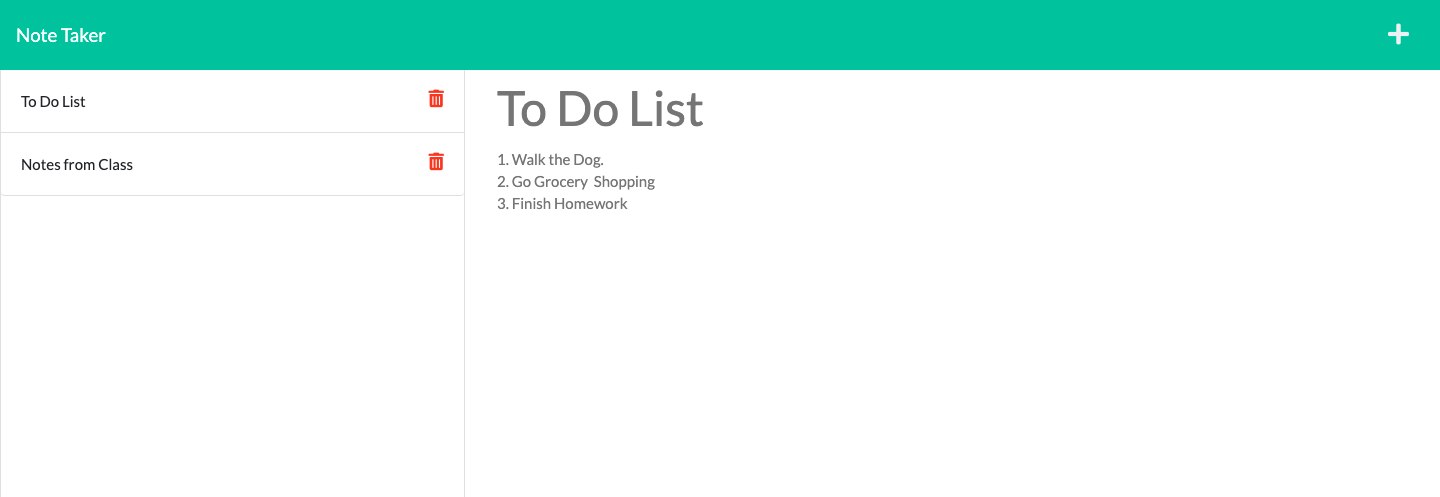 Note Taker
To Do List
Notes from Class
To Do List
1. Walk the Dog.
2. Go Grocery  Shopping
3. Finish Homework